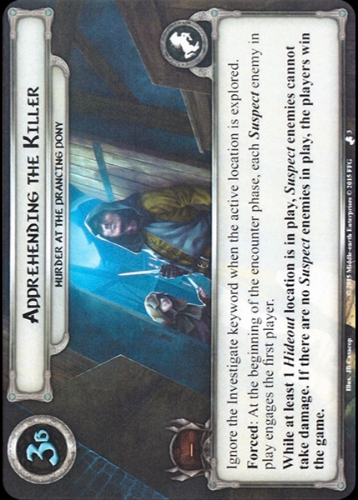 3B
APPREHENDING THE KILLER
MURDER AT THE PRANCING PONY
Ignore the Investigate keyword when the active location is explored.
Forced: At the beginning of the encounter phase, each Suspect enemy in
play engages the first player.
While at least 1 Hideout location is in play, Suspect enemies cannot
take damage. If there are no Suspect enemies in play, the players win
the game.
Illus. JB Casacop © 2015 Middle-earth Enterprises © 2015 FFG 3